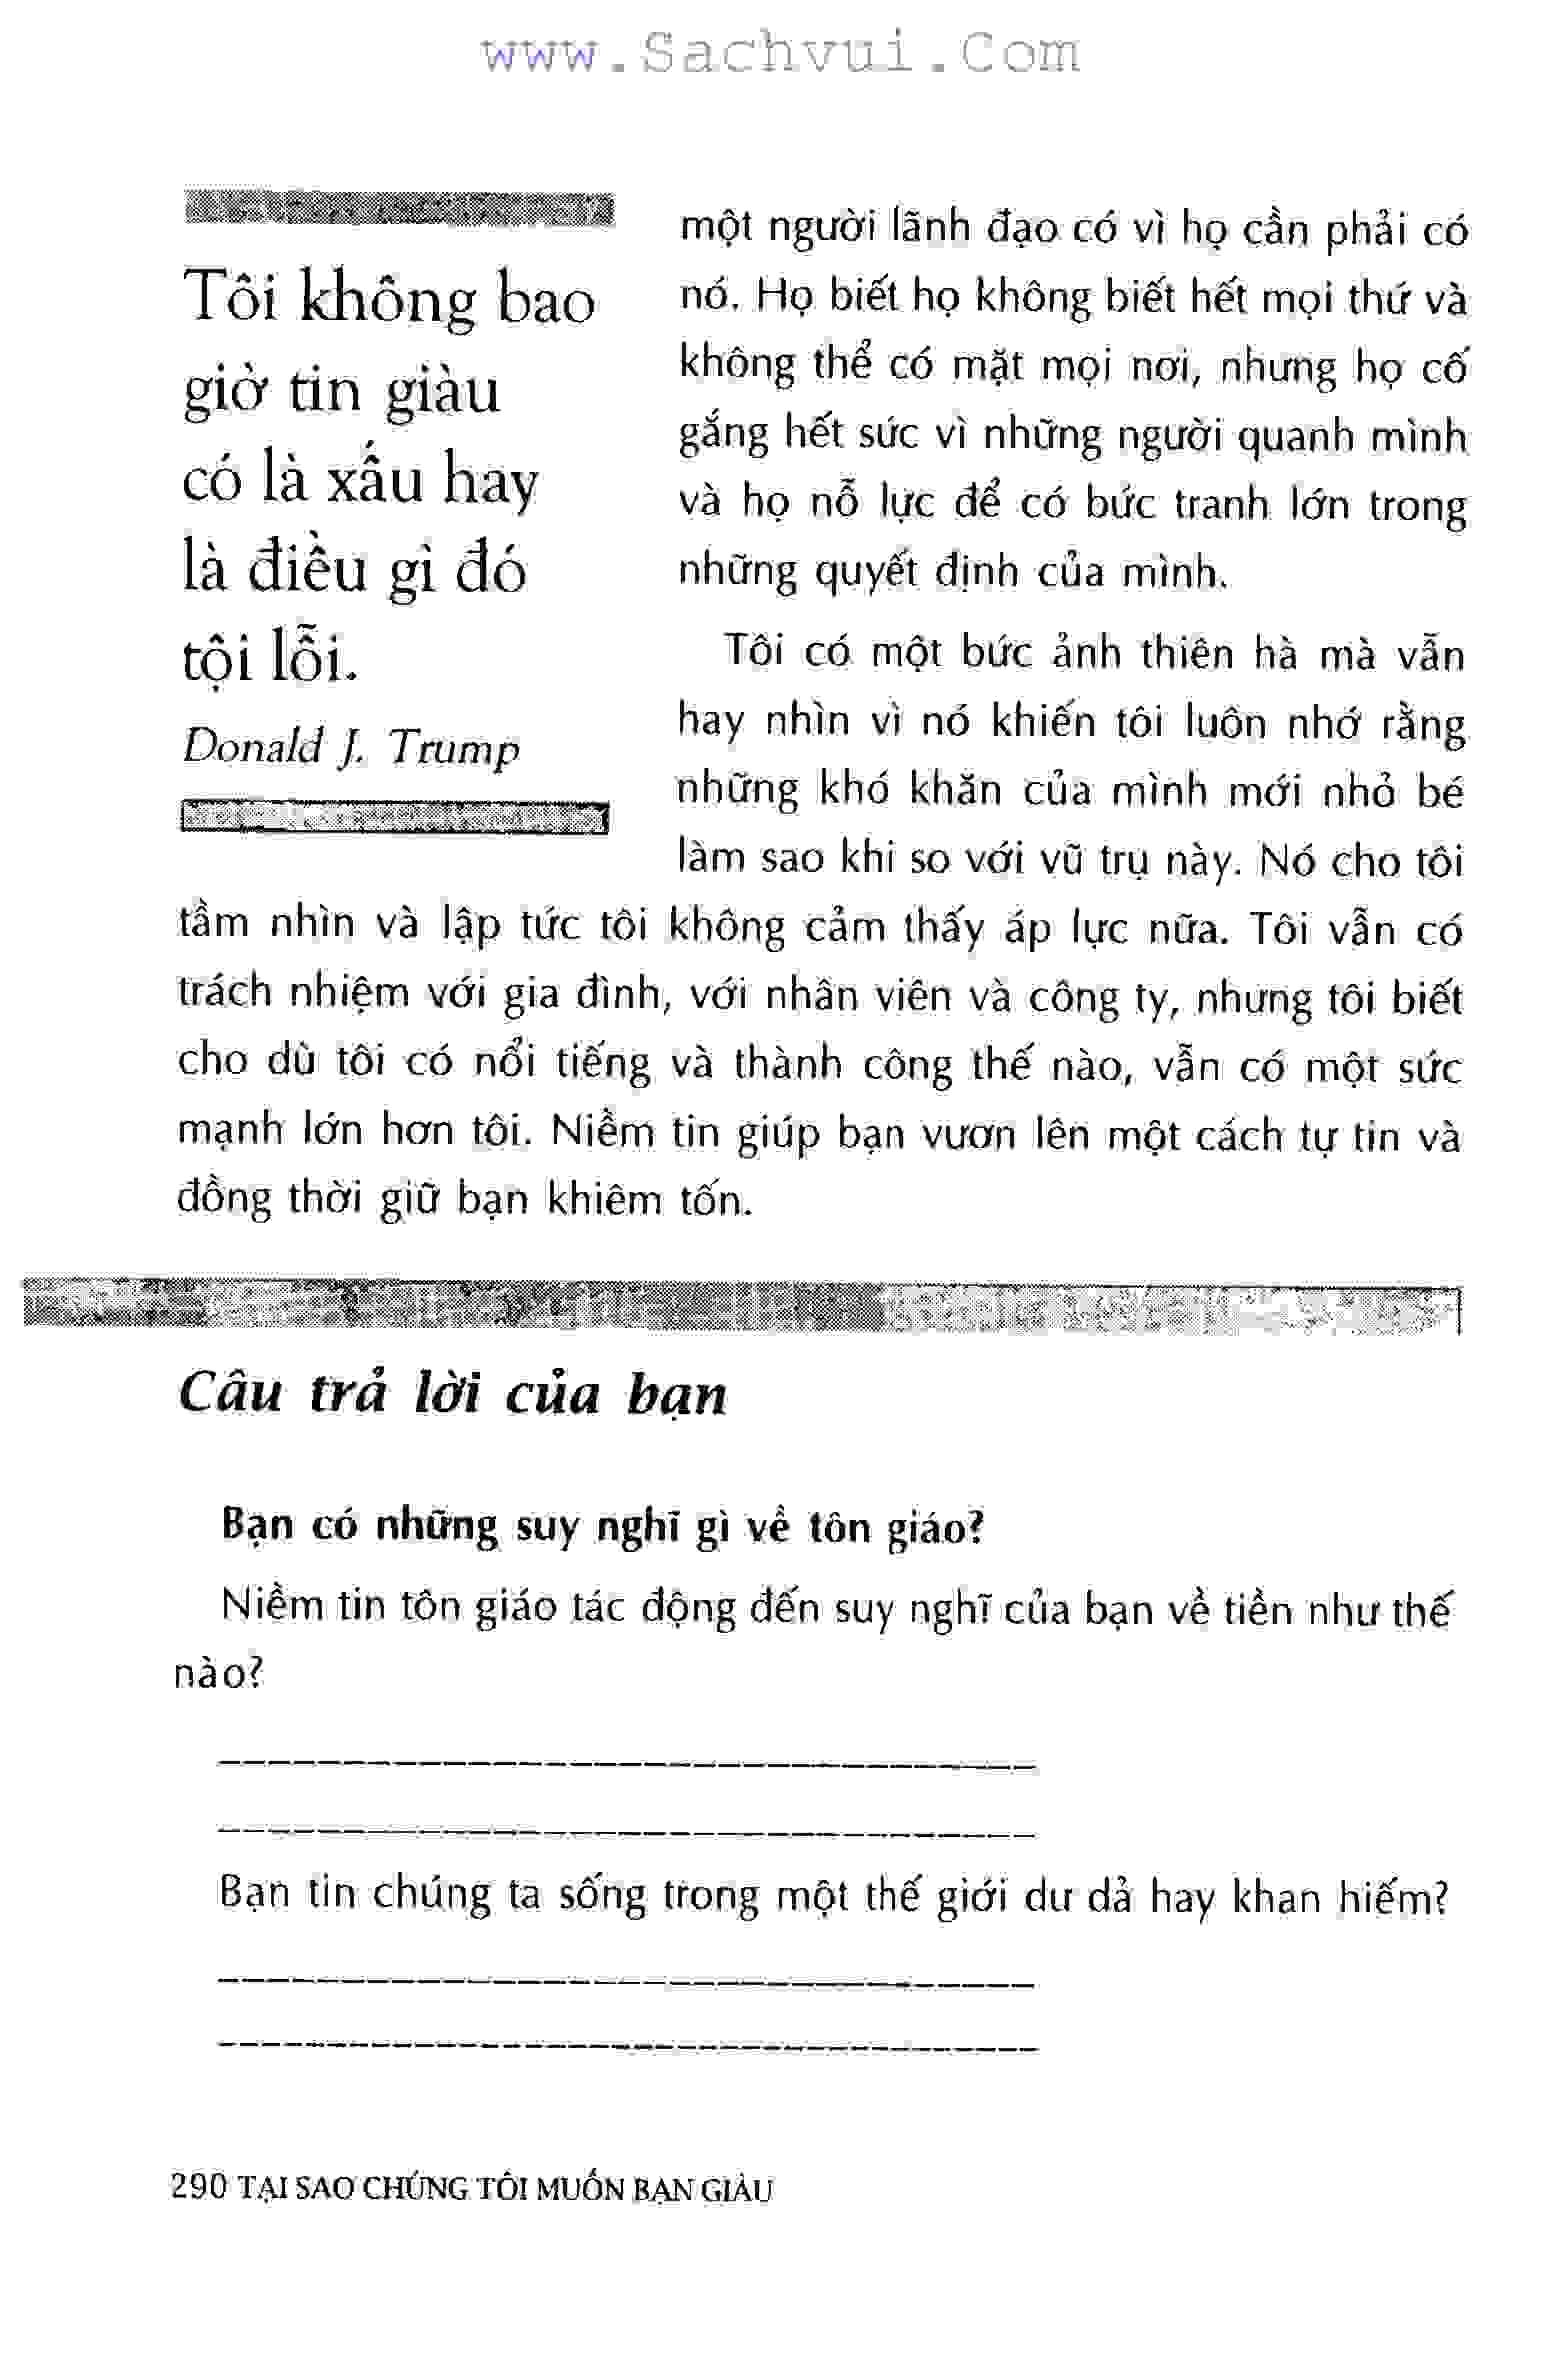 www.Sachvui.Com
Tôi không bao
giờ tin giàu
có là xấu hay
là điều gì đó
tội lỗi.
Donald J. Trump
một người lãnh đạo có vì họ cần phải có
nó. Họ biết họ không biết hết mọi thứ và
không thể có mặt mọi nơi, nhưng họ cố
gắng hết sức vì những người quanh mình
và họ nỗ lực để có bức tranh lớn trong
những quyết định của mình.
Tôi có một bức ảnh thiên hà mà vẫn
hay nhìn vì nó khiến tôi luôn nhớ rằng
những khó khăn của mình mới nhỏ bé
làm sao khi so với vũ trụ này. Nó cho tôi
tầm nhìn và lập tức tôi không cảm thấy áp lực nữa. Tôi vẫn có
trách nhiệm với gia đình, với nhân viên và công ty, nhưng tôi biết
cho dù tôi có nổi tiếng và thành công thế nào, vẫn có một sức
mạnh lớn hơn tôi. Niềm tin giúp bạn vươn lên một cách tự tin và
đồng thời giữ bạn khiêm tốn.
Câu trả lời của bạn
Bạn có những suy nghĩ gì về tôn giáo?
Niềm tin tôn giáo tác động đến suy nghĩ của bạn về tiền như thế
nào?
Bạn tin chúng ta sống trong một thế giới dư dả hay khan hiếm?
290 TẠI SAO CHÚNG TÔI MUỐN BẠN GIÀU